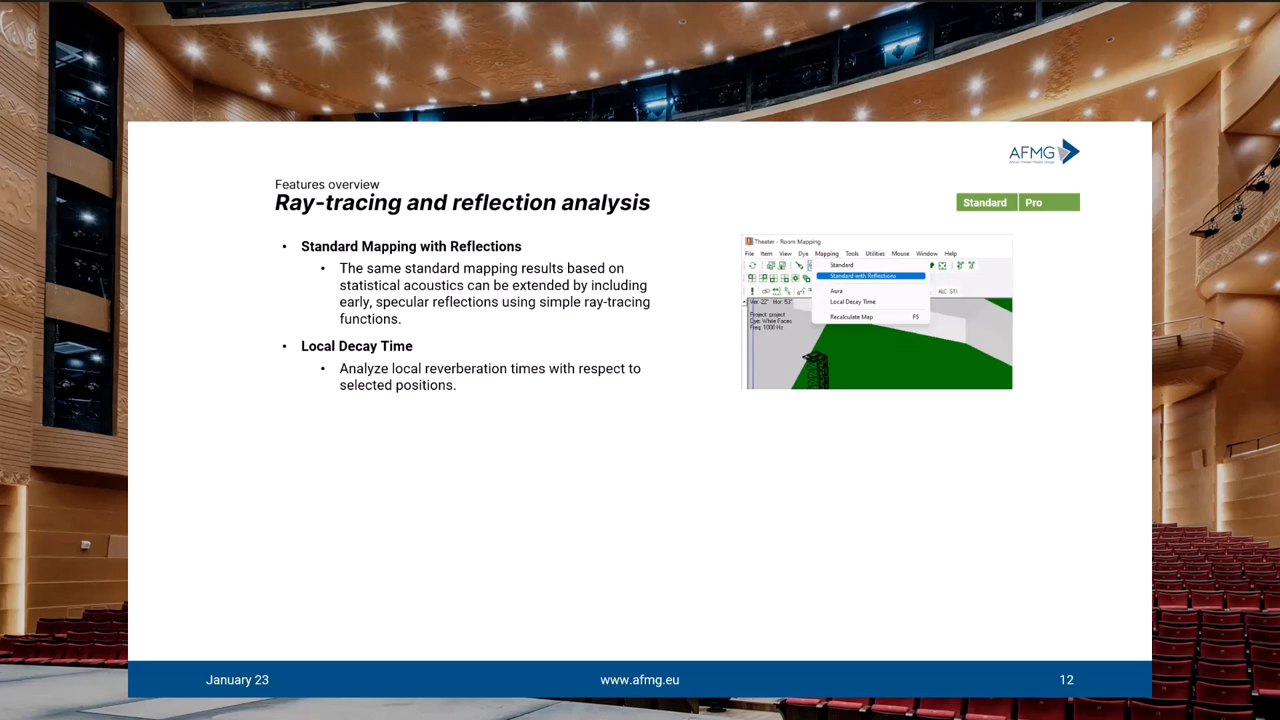 AFMG
Features overview
Ray-tracing and reflection analysis
Standard Pro
• Standard Mapping with Reflections
• The same standard mapping results based on
statistical acoustics can be extended by including
early, specular reflections using simple ray-tracing
functions.
• Local Decay Time
• Analyze local reverberation times with respect to
selected positions.
Theater - Room Mapping
File Item View Dye Mapping Tools Utilities Mouse Window Help
Standard
Standard with Reflections
Aura
ALC STI
Local Decay Time
Ver: 22° Hor: 53°
Project: project
Dye: White Faces
Freq: 1000 Hz
Recalculate Map F5
January 23
www.afmg.eu
12